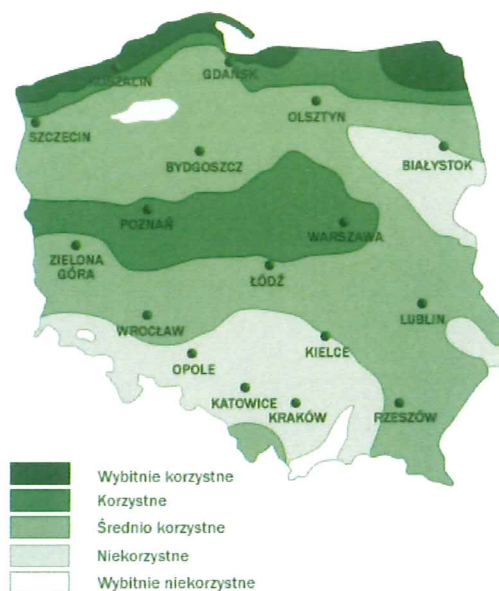 KOSZALIN
GDAŃSK
SZCZECIN
OLSZTYN
BIAŁYSTOK
BYDGOSZCZ
POZNAŃ
WARSZAWA
ZIELONA
GÓRA
ŁÓDŹ
LUBLIN
WROCŁAW
KIELCE
OPOLE
KATOWICE
KRAKÓW
RZESZÓW
Wybitnie korzystne
Korzystne
Średnio korzystne
Niekorzystne
Wybitnie niekorzystne